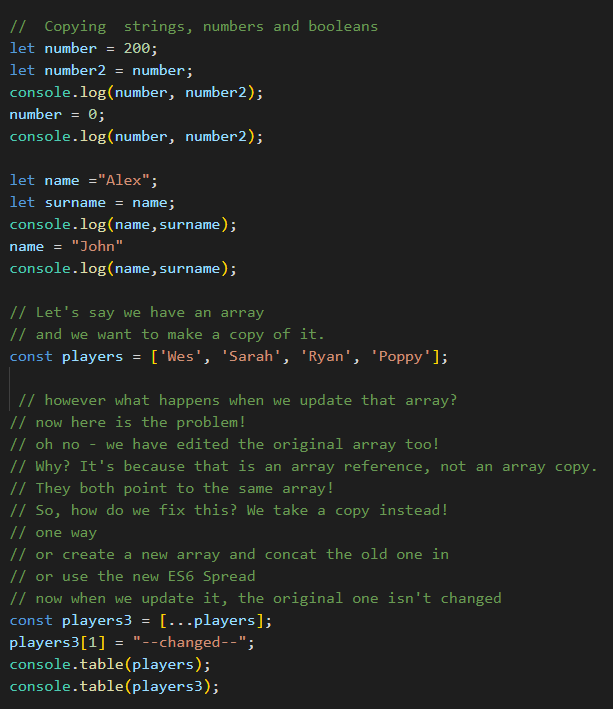 //  Copying  strings, numbers and booleans
let number = 200;
let number2 = number;
console.log(number, number2);
number = 0;
console.log(number, number2);
let name ="Alex";
let surname = name;
console.log(name,surname);
name = "John"
console.log(name,surname);
// Let's say we have an array
// and we want to make a copy of it.
const players = ['Wes', 'Sarah', 'Ryan', 'Poppy'];
// however what happens when we update that array?
// now here is the problem!
// oh no - we have edited the original array too!
// Why? It's because that is an array reference, not an array copy.
// They both point to the same array!
// So, how do we fix this? We take a copy instead!
// one way
// or create a new array and concat the old one in
// or use the new ES6 Spread
// now when we update it, the original one isn't changed
const players3 = [...players];
players3[1] = "--changed--";
console.table(players);
console.table(players3);